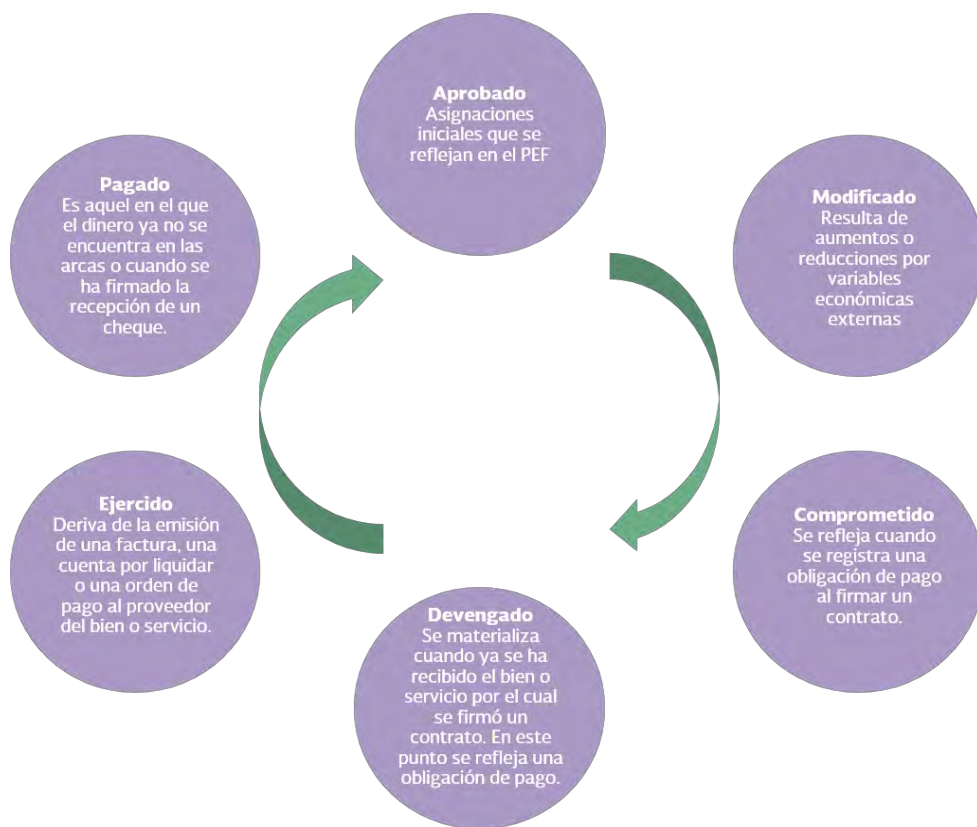 Aprobado
Asignaciones
iniciales que se
reflejan en el PEF
Modificado
Resulta de
aumentos o
reducciones por
variables
económicas
externas
Comprometido
Se refleja cuando
se registra una
obligación de pago
al firmar un
contrato.
Devengado
Se materializa
cuando ya se ha
recibido el bien o
servicio por el cual
se firmó un
contrato. En este
punto se refleja una
obligación de pago.
Ejercido
Deriva de la emisión
de una factura, una
cuenta por liquidar
o una orden de
pago al proveedor
del bien o servicio.
Pagado
Es aquel en el que
el dinero ya no se
encuentra en las
arcas o cuando se
ha firmado la
recepción de un
cheque.